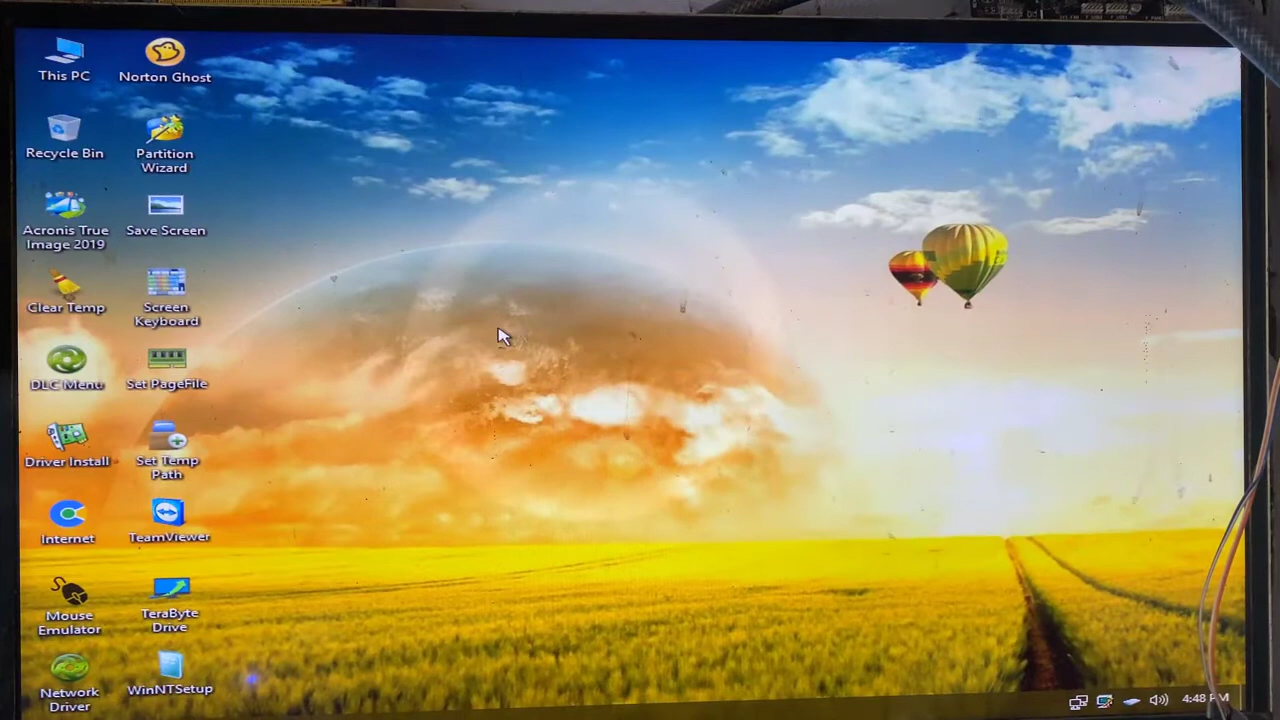 This PC
Norton Ghost
Recycle Bin
Partition
Wizard
Acronis True
Image 2019
Save Screen
Clear Temp
Screen
Keyboard
DLC Menu
Set PageFile
Driver Install
Set Temp
Path
Internet
TeamViewer
Mouse
Emulator
TeraByte
Drive
Network
Driver
WinNTSetup
4:48 PM